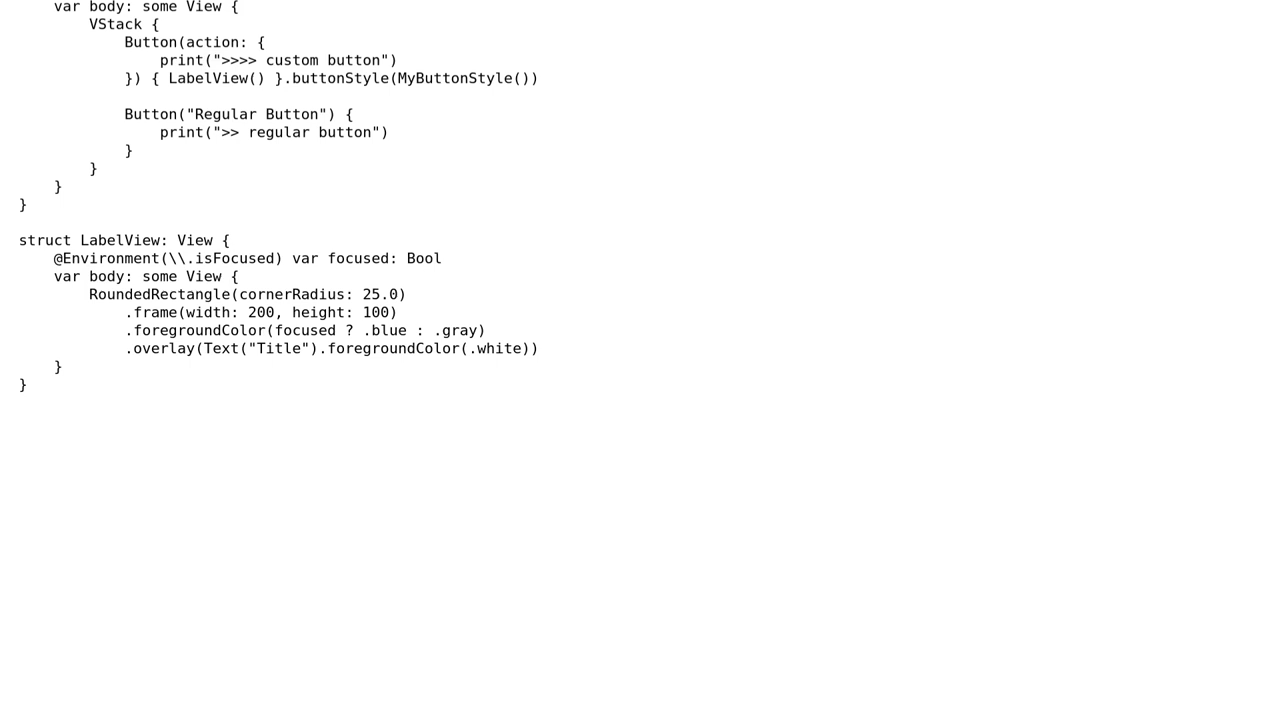 var body: some View {
        VStack {
            Button(action: {
                print(">>>> custom button")
            }) { LabelView() }.buttonStyle(MyButtonStyle())

            Button("Regular Button") {
                print(">> regular button")
            }
        }
    }
}

struct LabelView: View {
    @Environment(\\.isFocused) var focused: Bool
    var body: some View {
        RoundedRectangle(cornerRadius: 25.0)
            .frame(width: 200, height: 100)
            .foregroundColor(focused ? .blue : .gray)
            .overlay(Text("Title").foregroundColor(.white))
    }
}